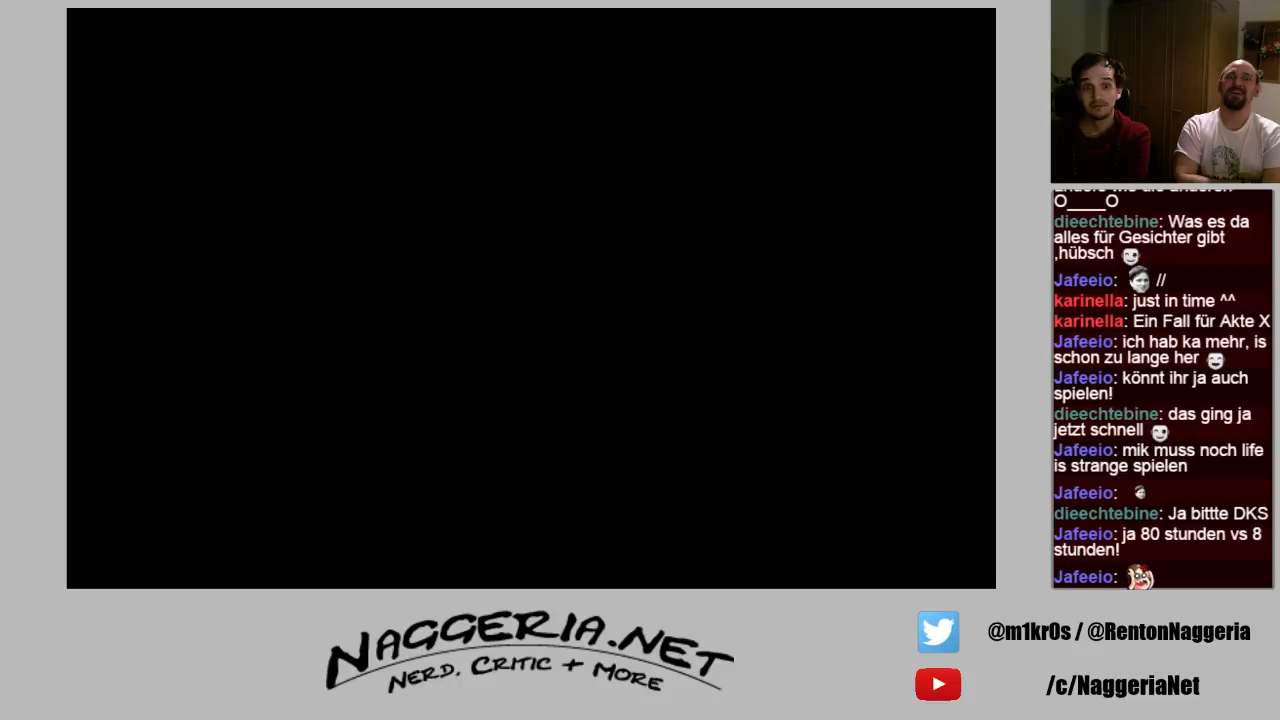 O____O
dieechtebine: Was es da
alles für Gesichter gibt
,hübsch
Jafeeio: //
karinella: just in time ^^
karinella: Ein Fall für Akte X
Jafeeio: ich hab ka mehr, is
schon zu lange her
Jafeeio: könnt ihr ja auch
spielen!
dieechtebine: das ging ja
jetzt schnell
Jafeeio: mik muss noch life
is strange spielen
Jafeeio:
dieechtebine: Ja bittte DKS
Jafeeio: ja 80 stunden vs 8
stunden!
Jafeeio:
NAGGERIA.NET
NERD, CRITIC + MORE
@m1kr0s / @RentonNaggeria
/c/NaggeriaNet